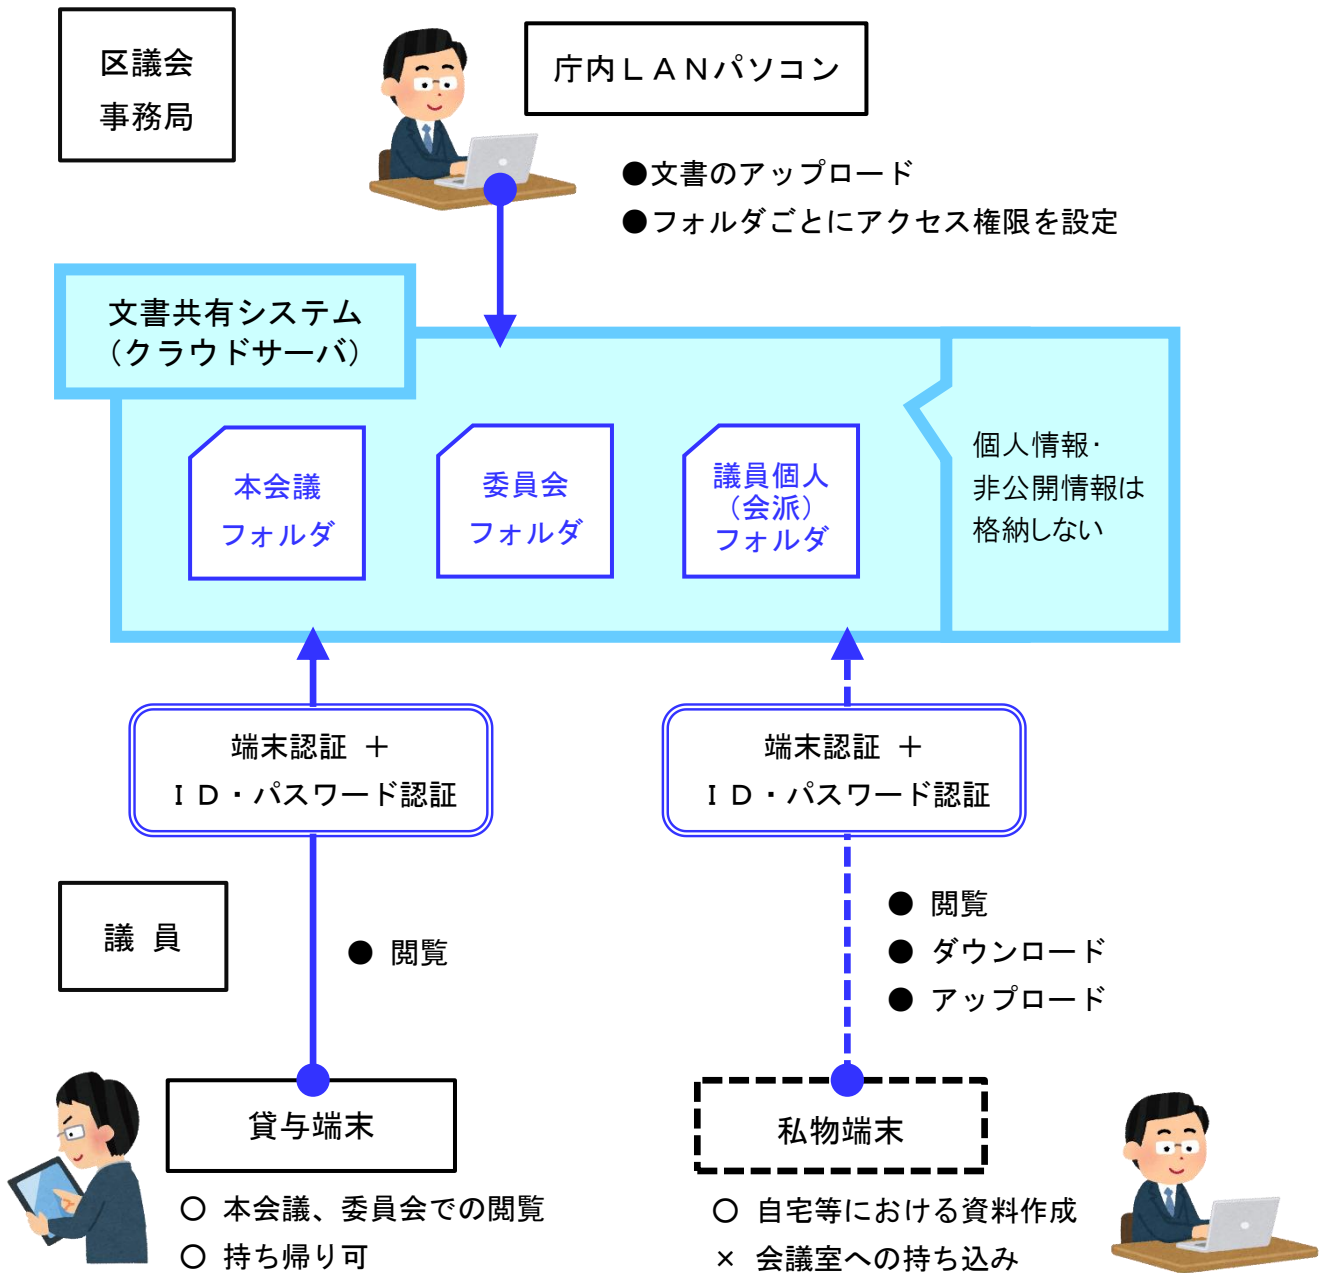 区議会
事務局
庁内ＬＡＮパソコン
●文書のアップロード
●フォルダごとにアクセス権限を設定
文書共有システム
（クラウドサーバ）
本会議
フォルダ
委員会
フォルダ
議員個人
（会派）
フォルダ
個人情報・
非公開情報は
格納しない
端末認証 ＋
ＩＤ・パスワード認証
端末認証 ＋
ＩＤ・パスワード認証
議 員
● 閲覧
● 閲覧
● ダウンロード
● アップロード
貸与端末
○ 本会議、委員会での閲覧
○ 持ち帰り可
私物端末
○ 自宅等における資料作成
× 会議室への持ち込み